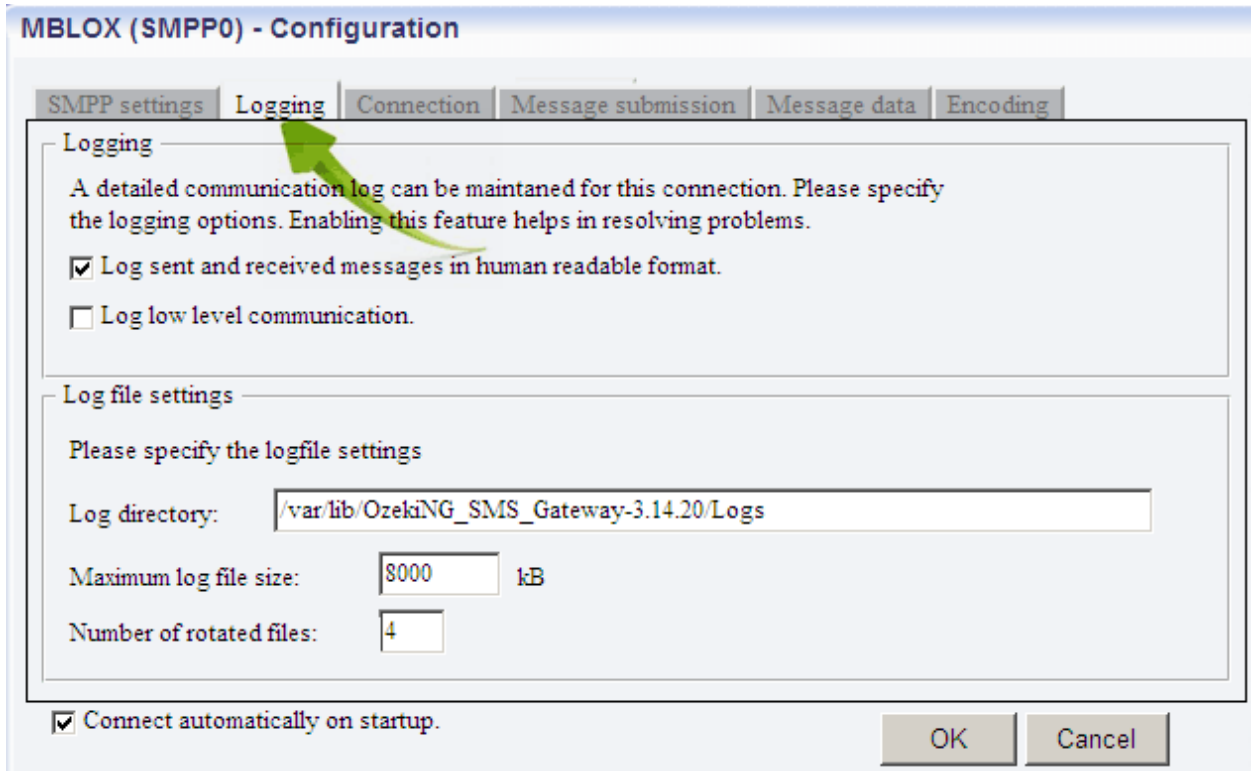 MBLOX (SMPP0) - Configuration
SMPP settings Logging Connection Message submission Message data Encoding
Logging
A detailed communication log can be maintaned for this connection. Please specify
the logging options. Enabling this feature helps in resolving problems.
Log sent and received messages in human readable format.
Log low level communication.
Log file settings
Please specify the logfile settings
Log directory: /var/lib/OzekiNG_SMS_Gateway-3.14.20/Logs
Maximum log file size: 8000 kB
Number of rotated files: 4
Connect automatically on startup.
OK Cancel